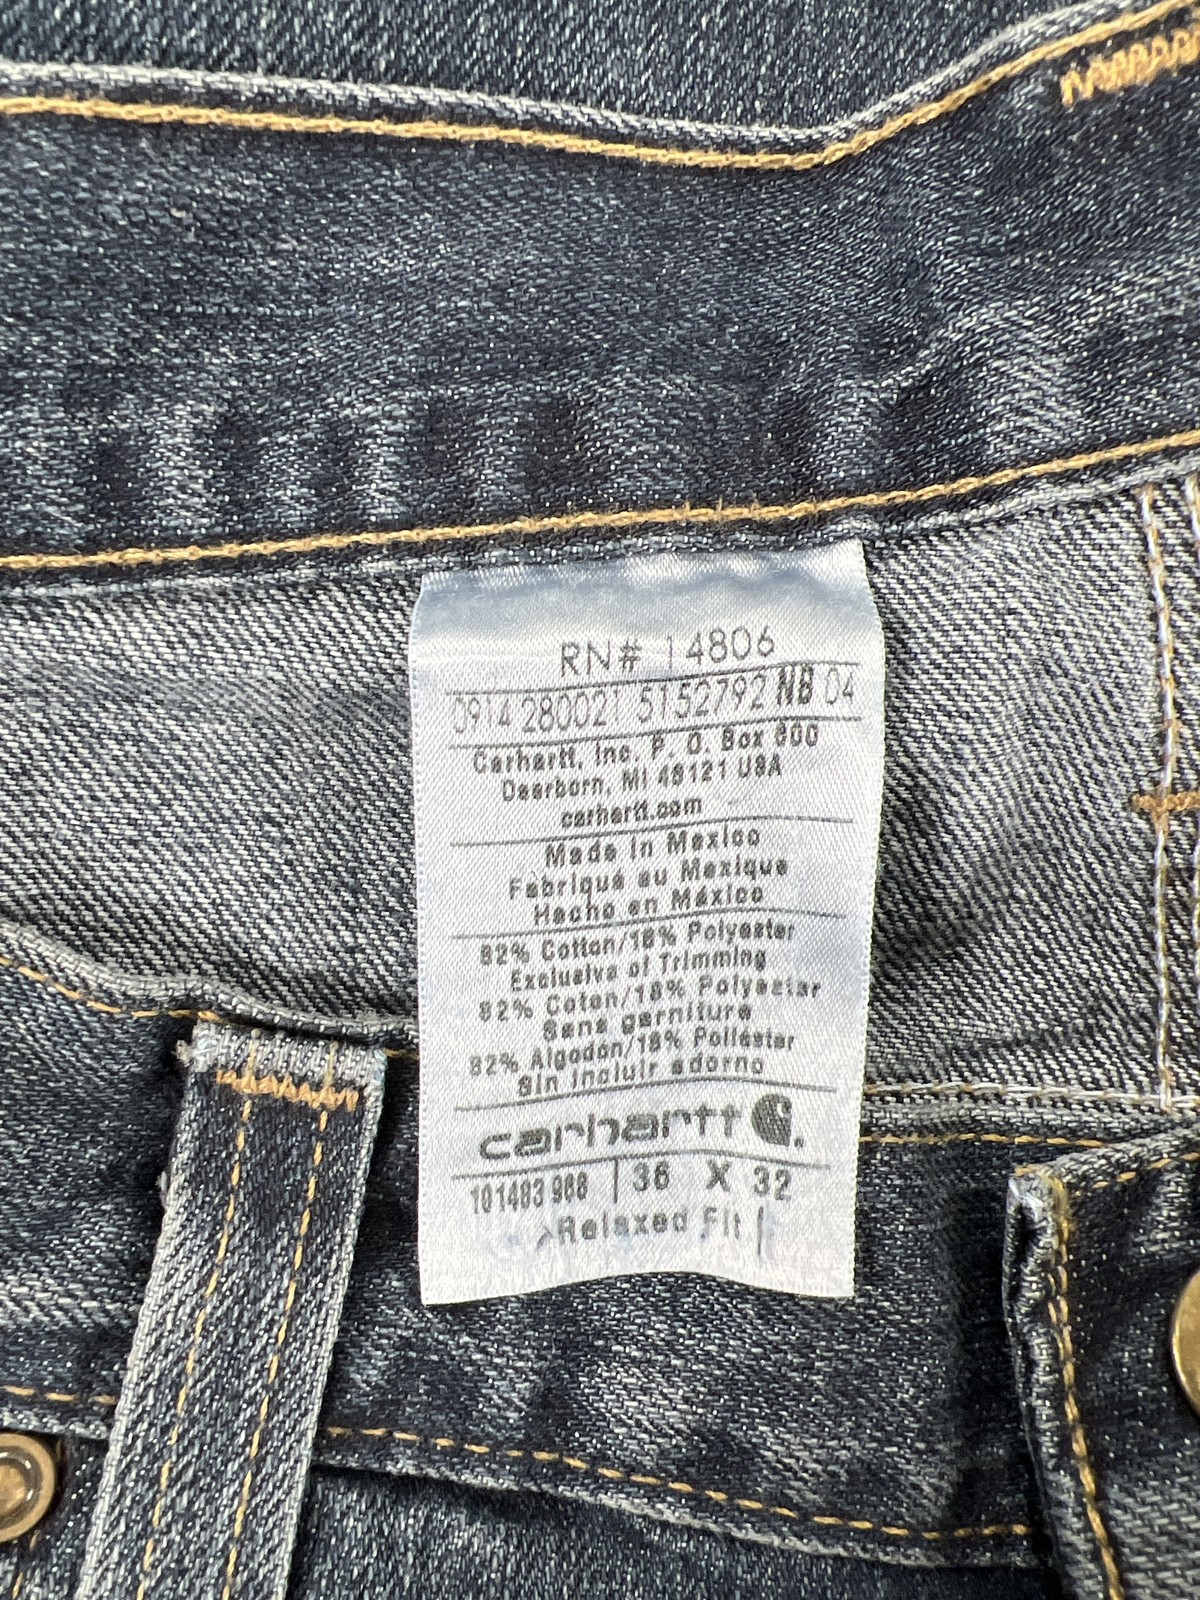 RN# 14806
0914 280021 5152792 NB 04
Carhartt, Inc. P. O. Box 600
Dearborn, MI 48121 USA
carhartt.com
Made in Mexico
Fabriqué au Mexique
Hecho en México
82% Cotton/18% Polyester
Exclusive of Trimming
82% Coton/18% Polyester
Sans garniture
82% Algodon/18% Poliéster
Sin incluir adorno
carhartt
101483 988 36 X 32
Relaxed Fit